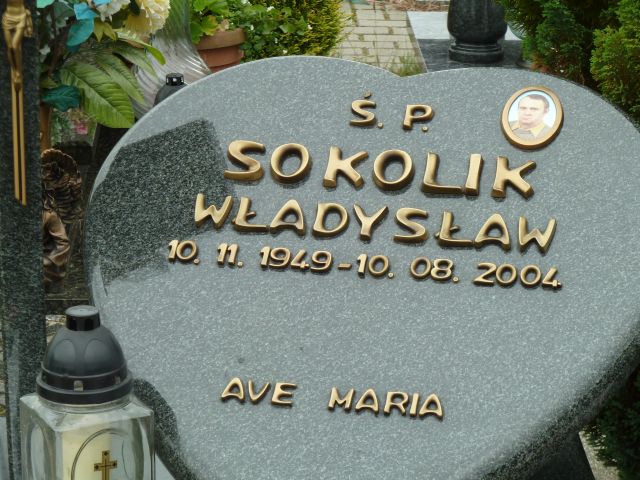 Ś. P.
SOKOLIK
WŁADYSŁAW
10. 11. 1949-10. 08. 2004.
AVE MARIA